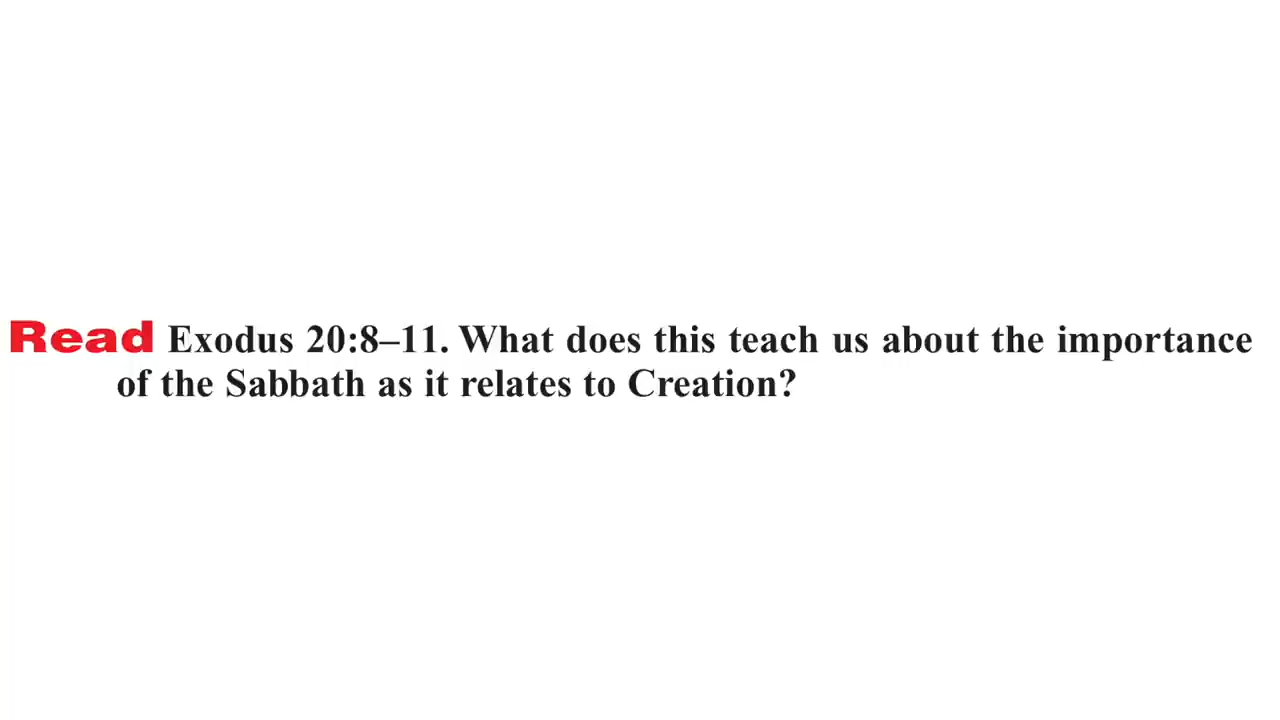 Read Exodus 20:8–11. What does this teach us about the importance
of the Sabbath as it relates to Creation?